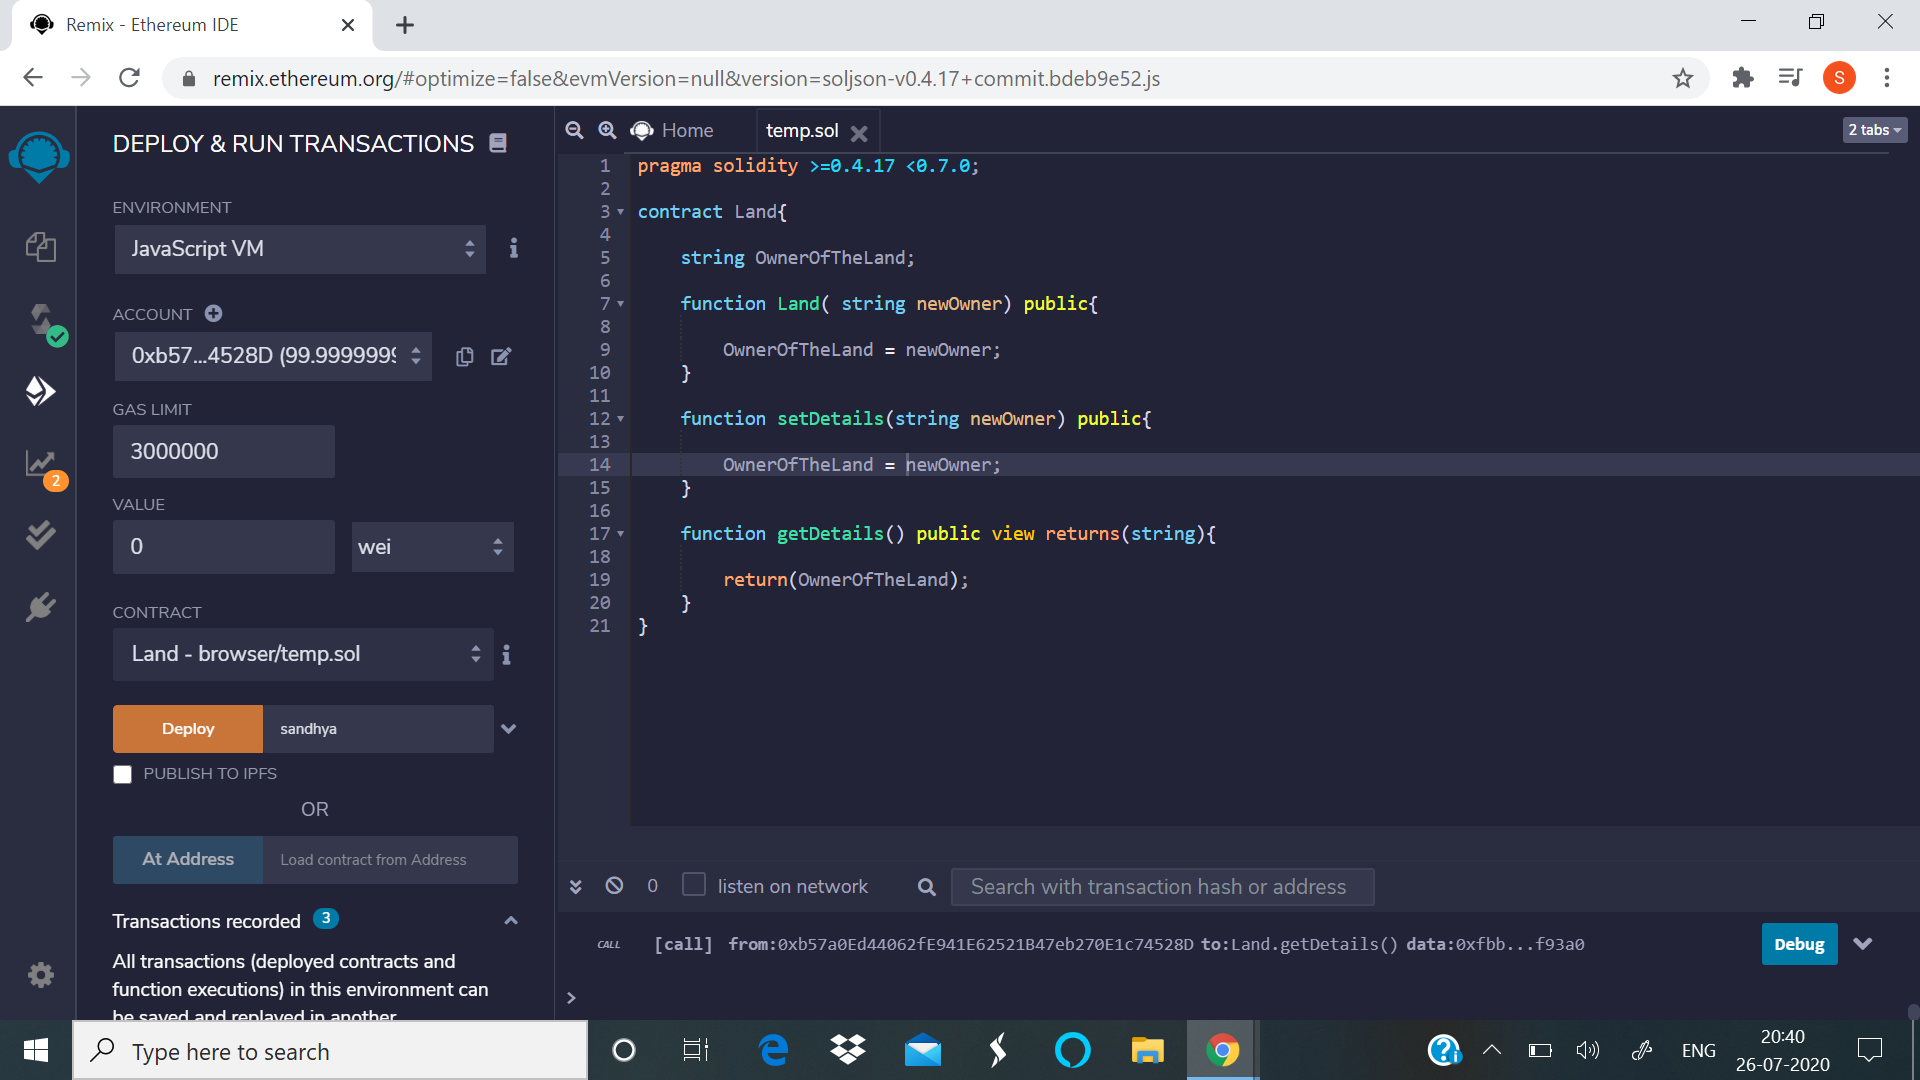 Remix - Ethereum IDE
remix.ethereum.org/#optimize=false&evmVersion=null&version=soljson-v0.4.17+commit.bdeb9e52.js
S
DEPLOY & RUN TRANSACTIONS
ENVIRONMENT
JavaScript VM
ACCOUNT
0xb57...4528D (99.9999999
GAS LIMIT
3000000
VALUE
0
wei
CONTRACT
Land - browser/temp.sol
Deploy
sandhya
PUBLISH TO IPFS
OR
At Address
Load contract from Address
Transactions recorded 3
All transactions (deployed contracts and
function executions) in this environment can
be saved and replayed in another
2
Home
temp.sol
2 tabs
1 pragma solidity >=0.4.17 <0.7.0;
2
3 contract Land{
4
5 string OwnerOfTheLand;
6
7 function Land( string newOwner) public{
8
9 OwnerOfTheLand = newOwner;
10 }
11
12 function setDetails(string newOwner) public{
13
14 OwnerOfTheLand = newOwner;
15 }
16
17 function getDetails() public view returns(string){
18
19 return(OwnerOfTheLand);
20 }
21 }
0
listen on network
Search with transaction hash or address
CALL [call] from:0xb57a0Ed44062fE941E62521B47eb270E1c74528D to:Land.getDetails() data:0xfbb...f93a0
Debug
>
Type here to search
ENG
20:40
26-07-2020